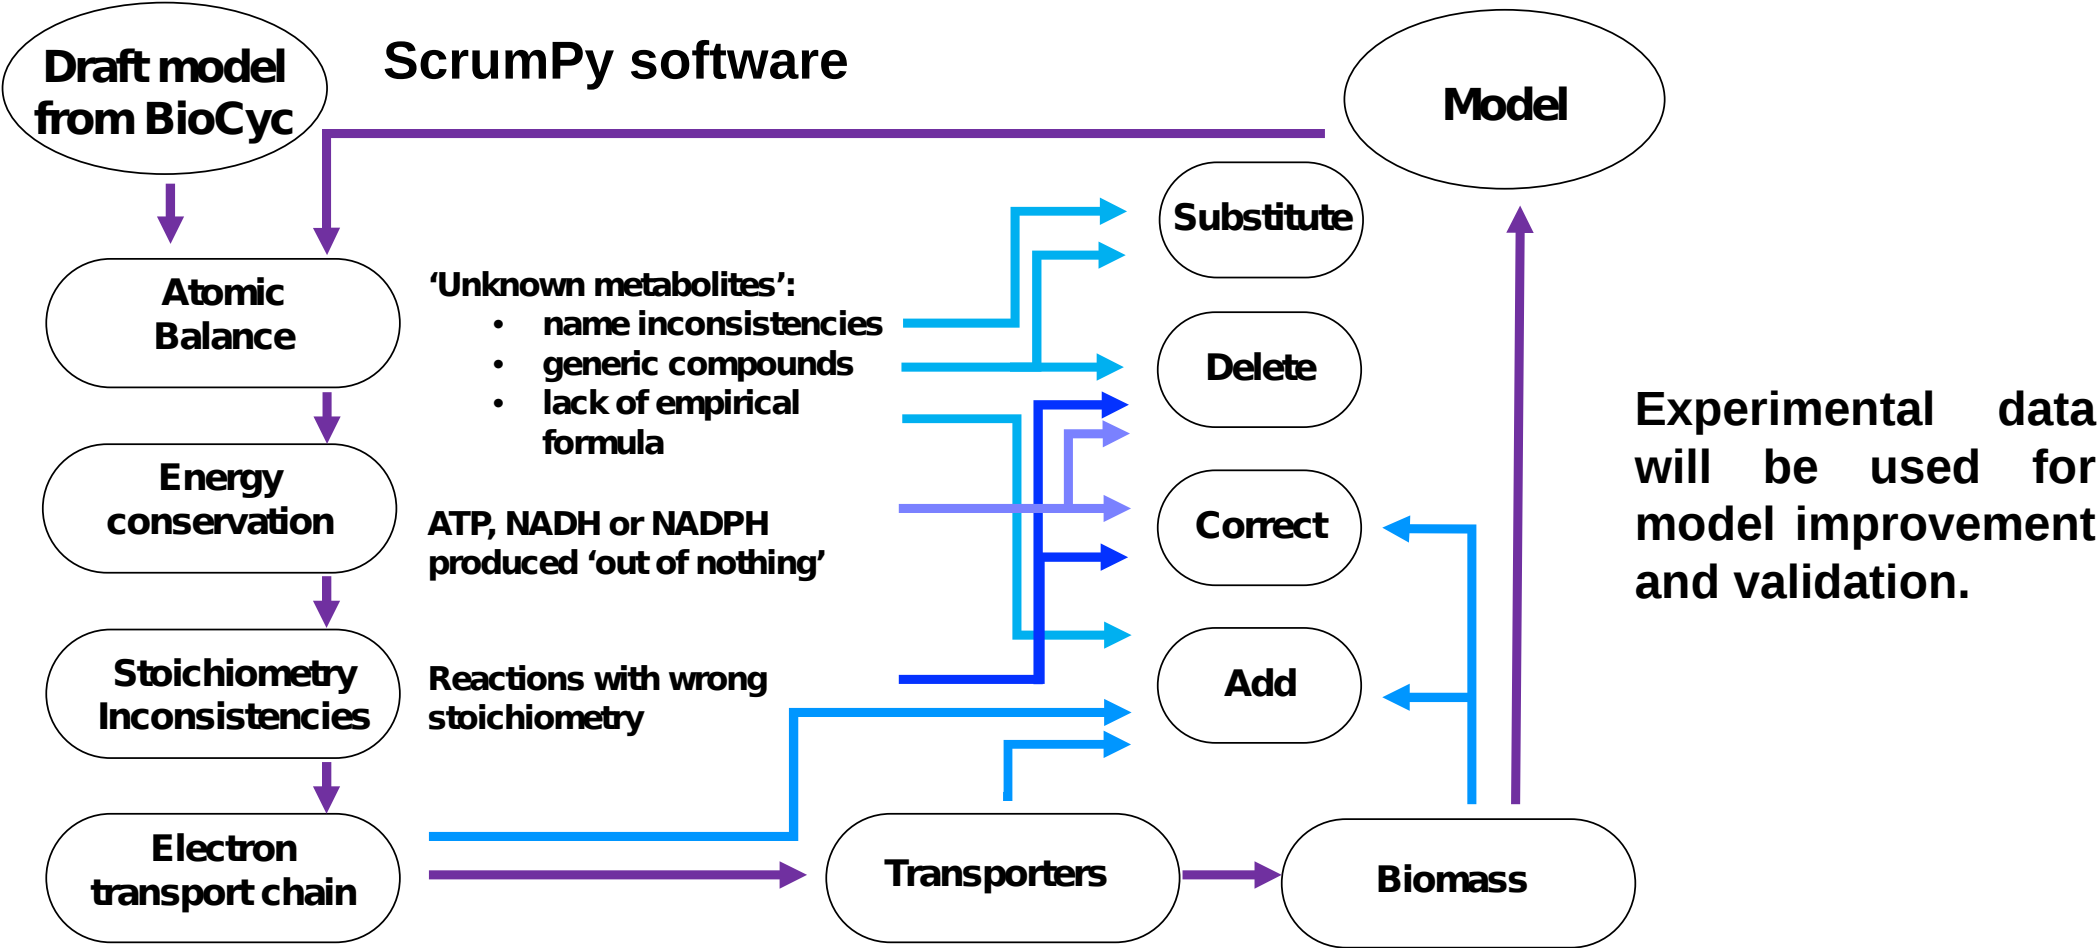 Draft model
from BioCyc
ScrumPy software
Model
Substitute
Atomic
Balance
‘Unknown metabolites’:
• name inconsistencies
• generic compounds
• lack of empirical
formula
Delete
Experimental data
will be used for
model improvement
and validation.
Energy
conservation
ATP, NADH or NADPH
produced ‘out of nothing’
Correct
Stoichiometry
Inconsistencies
Reactions with wrong
stoichiometry
Add
Electron
transport chain
Transporters
Biomass